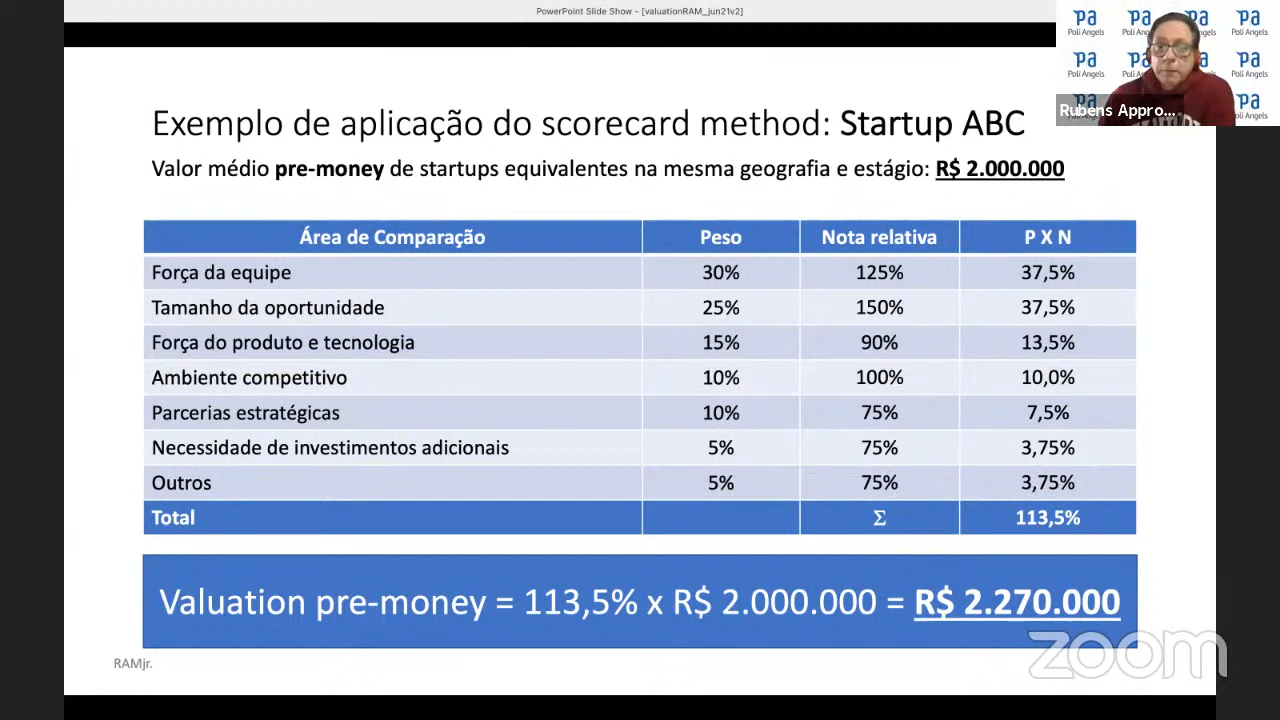 PowerPoint Slide Show - [valuationRAM_jun21v2]
pa pa pa pa
Poli Angels Poli Angels
pa pa pa
Poli Angels Poli Angels Poli Angels
pa pa
Rubens Appro...
Exemplo de aplicação do scorecard method: Startup ABC
Valor médio pre-money de startups equivalentes na mesma geografia e estágio: R$ 2.000.000
Área de Comparação Peso Nota relativa P X N
Força da equipe 30% 125% 37,5%
Tamanho da oportunidade 25% 150% 37,5%
Força do produto e tecnologia 15% 90% 13,5%
Ambiente competitivo 10% 100% 10,0%
Parcerias estratégicas 10% 75% 7,5%
Necessidade de investimentos adicionais 5% 75% 3,75%
Outros 5% 75% 3,75%
Total Σ 113,5%
Valuation pre-money = 113,5% x R$ 2.000.000 = R$ 2.270.000
RAMjr.
zoom